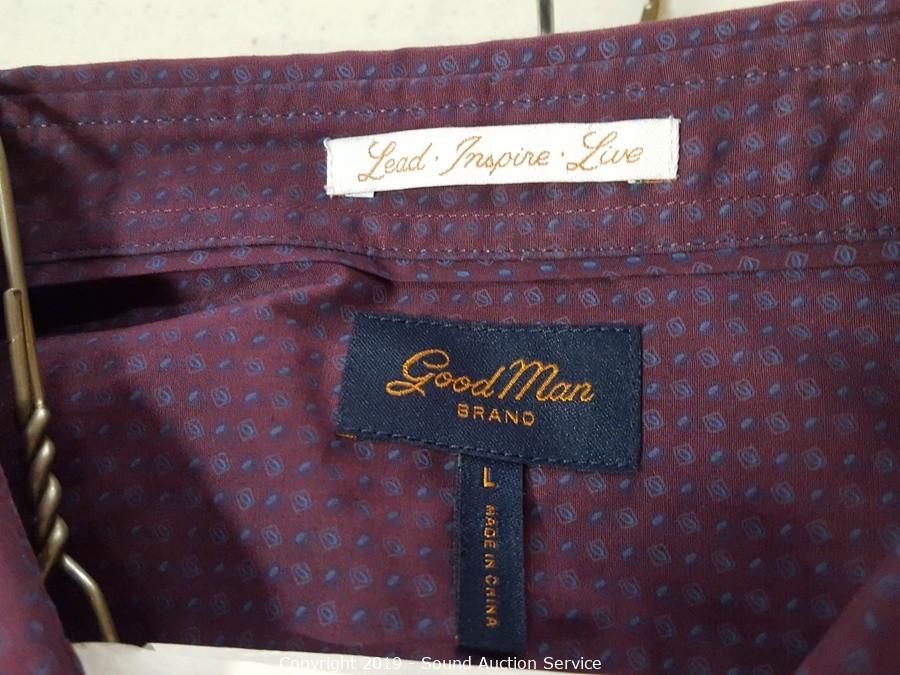 Lead · Inspire · Live
Good Man
BRAND
L
MADE IN CHINA
Copyright 2019 - Sound Auction Service